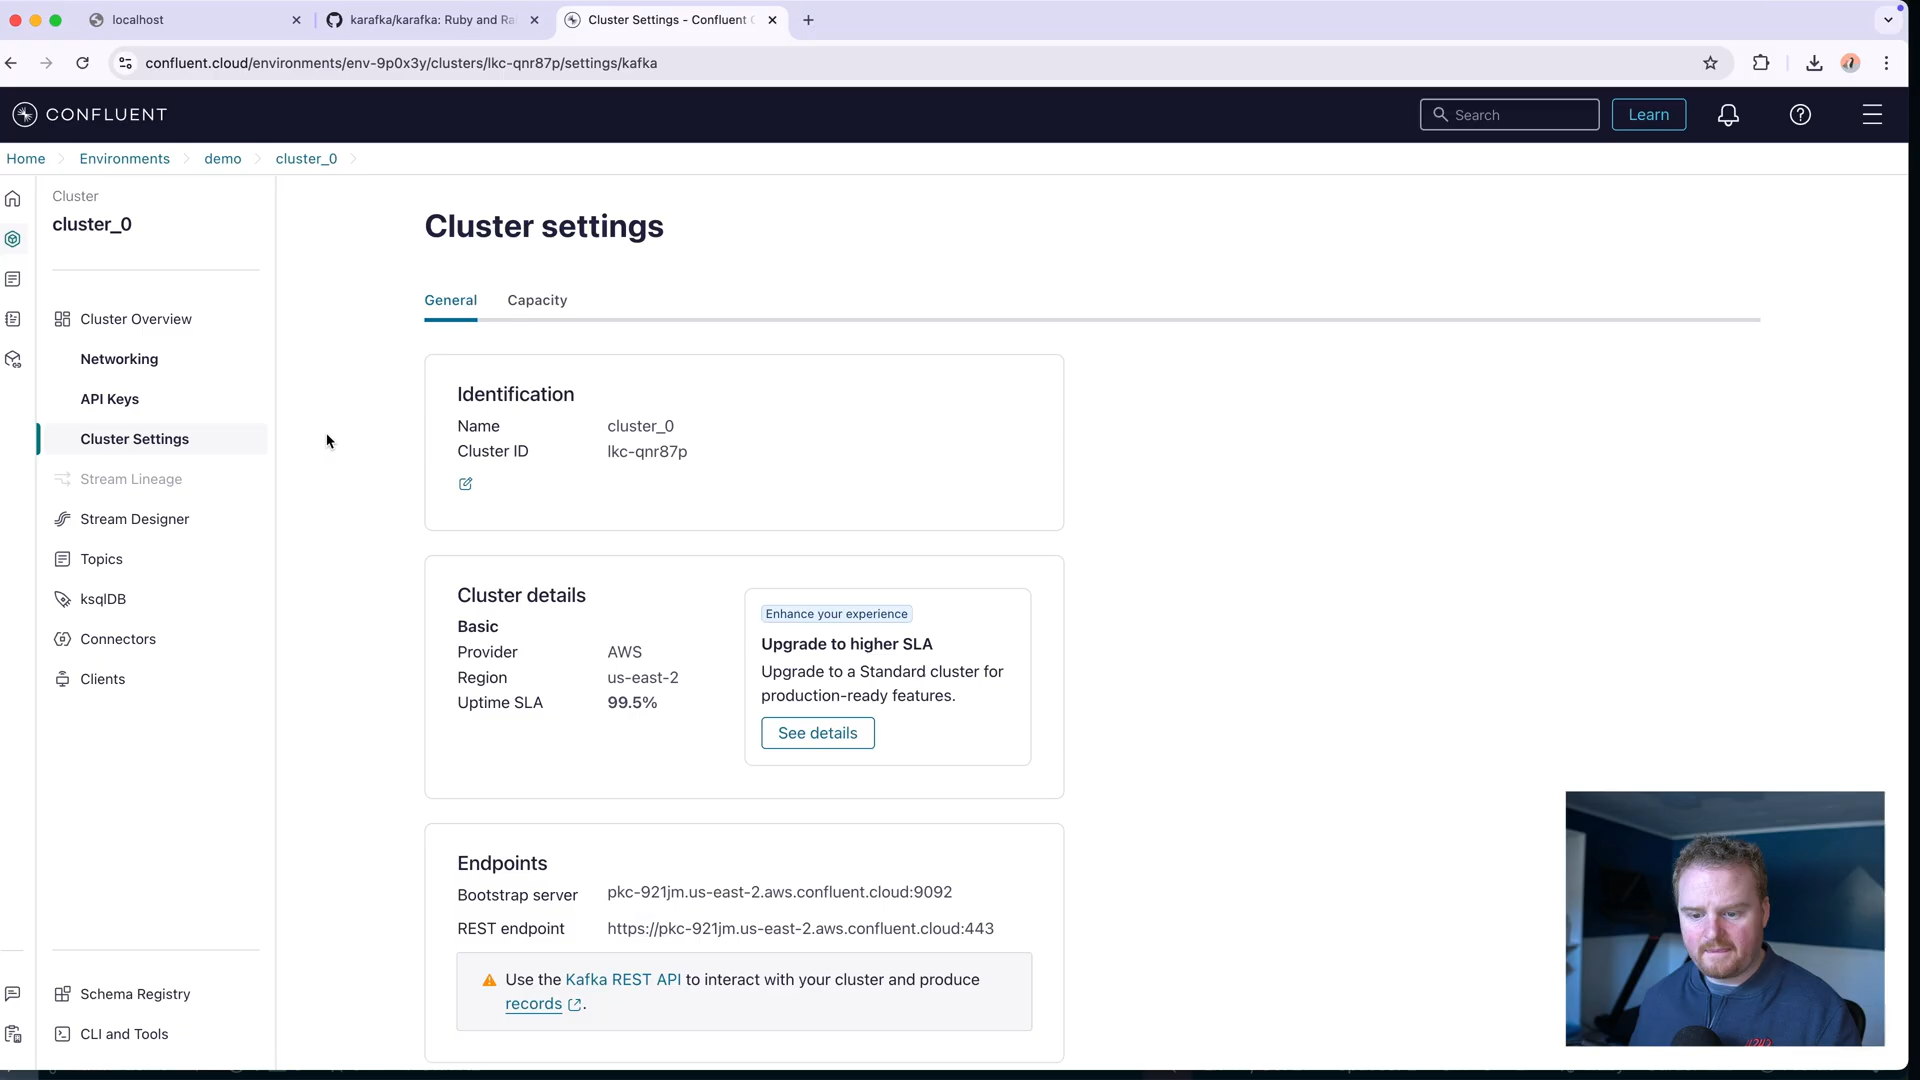 localhost
karafka/karafka: Ruby and Ra
Cluster Settings - Confluent C
confluent.cloud/environments/env-9p0x3y/clusters/lkc-qnr87p/settings/kafka
CONFLUENT
Search
Learn
Home
Environments
demo
cluster_0
Cluster
cluster_0
Cluster Overview
Networking
API Keys
Cluster Settings
Stream Lineage
Stream Designer
Topics
ksqlDB
Connectors
Clients
Schema Registry
CLI and Tools
Cluster settings
General
Capacity
Identification
Name cluster_0
Cluster ID lkc-qnr87p
Cluster details
Basic
Provider AWS
Region us-east-2
Uptime SLA 99.5%
Enhance your experience
Upgrade to higher SLA
Upgrade to a Standard cluster for
production-ready features.
See details
Endpoints
Bootstrap server pkc-921jm.us-east-2.aws.confluent.cloud:9092
REST endpoint https://pkc-921jm.us-east-2.aws.confluent.cloud:443
Use the Kafka REST API to interact with your cluster and produce
records.